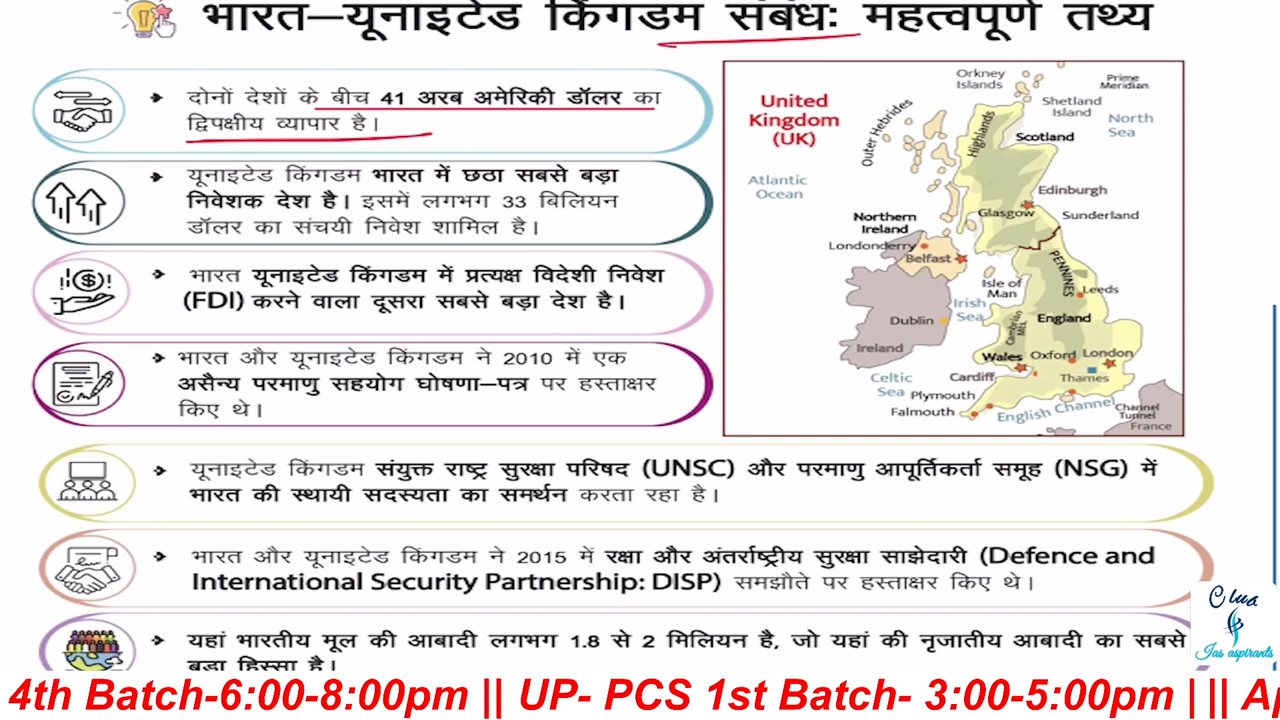 भारत–यूनाइटेड किंगडम संबंधः महत्वपूर्ण तथ्य
दोनों देशों के बीच 41 अरब अमेरिकी डॉलर का
द्विपक्षीय व्यापार है।
यूनाइटेड किंगडम भारत में छठा सबसे बड़ा
निवेशक देश है। इसमें लगभग 33 बिलियन
डॉलर का संचयी निवेश शामिल है।
भारत यूनाइटेड किंगडम में प्रत्यक्ष विदेशी निवेश
(FDI) करने वाला दूसरा सबसे बड़ा देश है।
भारत और यूनाइटेड किंगडम ने 2010 में एक
असैन्य परमाणु सहयोग घोषणा–पत्र पर हस्ताक्षर
किए थे।
यूनाइटेड किंगडम संयुक्त राष्ट्र सुरक्षा परिषद (UNSC) और परमाणु आपूर्तिकर्ता समूह (NSG) में
भारत की स्थायी सदस्यता का समर्थन करता रहा है।
भारत और यूनाइटेड किंगडम ने 2015 में रक्षा और अंतर्राष्ट्रीय सुरक्षा साझेदारी (Defence and
International Security Partnership: DISP) समझौते पर हस्ताक्षर किए थे।
यहां भारतीय मूल की आबादी लगभग 1.8 से 2 मिलियन है, जो यहां की नृजातीय आबादी का सबसे
बड़ा हिस्सा है।
United
Kingdom
(UK)
Orkney
Islands
Prime
Meridian
Shetland
Island
North
Sea
Outer Hebrides
Highlands
Scotland
Atlantic
Ocean
Edinburgh
Glasgow
Sunderland
Northern
Ireland
Londonderry
Belfast
PENNINES
Isle of
Man
Leeds
Irish
Sea
Dublin
Cambrian
Mts.
England
Ireland
Wales
Oxford
London
Celtic
Sea
Cardiff
Thames
Plymouth
Falmouth
English Channel
Channel
Tunnel
France
Clue
Ias aspirants
4th Batch-6:00-8:00pm || UP- PCS 1st Batch- 3:00-5:00pm | || Ap